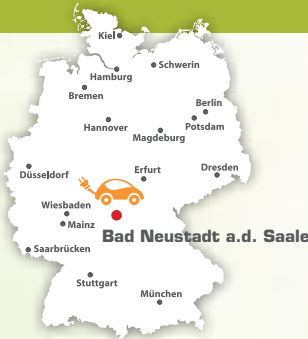 Kiel
Schwerin
Hamburg
Bremen
Berlin
Hannover
Potsdam
Magdeburg
Düsseldorf
Erfurt
Dresden
Wiesbaden
Mainz
Bad Neustadt a.d. Saale
Saarbrücken
Stuttgart
München